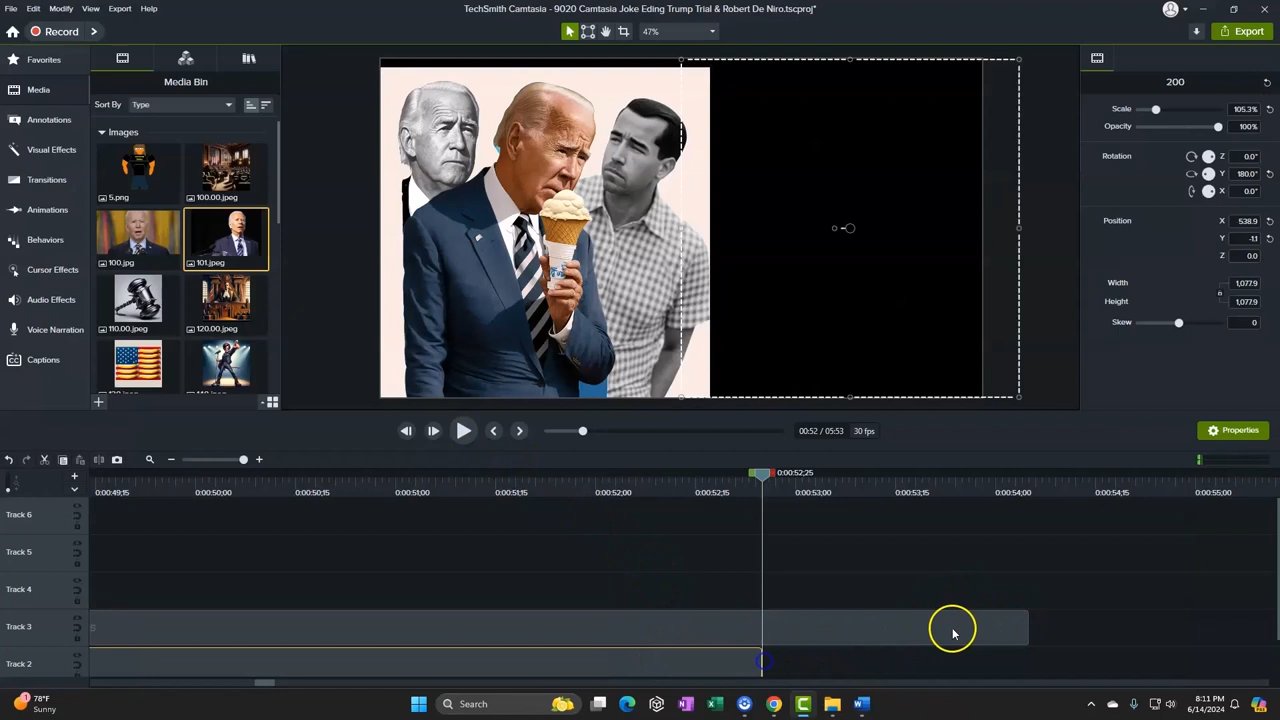 File Edit Modify View Export Help
TechSmith Camtasia - 9020 Camtasia Joke Eding Trump Trial & Robert De Niro.tscproj*
Record
47%
Export
Favorites
Media
Annotations
Visual Effects
Transitions
Animations
Behaviors
Cursor Effects
Audio Effects
Voice Narration
Captions
Media Bin
Sort By Type
Images
5.png
100.00.jpeg
100.jpg
101.jpeg
110.00.jpeg
120.00.jpeg
200
Scale 105.3%
Opacity 100%
Rotation Z 0.0°
Y 180.0°
X 0.0°
Position X 538.9
Y -1.1
Z 0.0
Width 1,077.9
Height 1,077.9
Skew 0
00:52 / 05:53 30 fps
Properties
0:00:52;25
0:00:49;15 0:00:50;00 0:00:50;15 0:00:51;00 0:00:51;15 0:00:52;00 0:00:52;15 0:00:53;00 0:00:53;15 0:00:54;00 0:00:54;15 0:00:55;00
Track 6
Track 5
Track 4
Track 3
Track 2
78°F
Sunny
Search
8:11 PM
6/14/2024